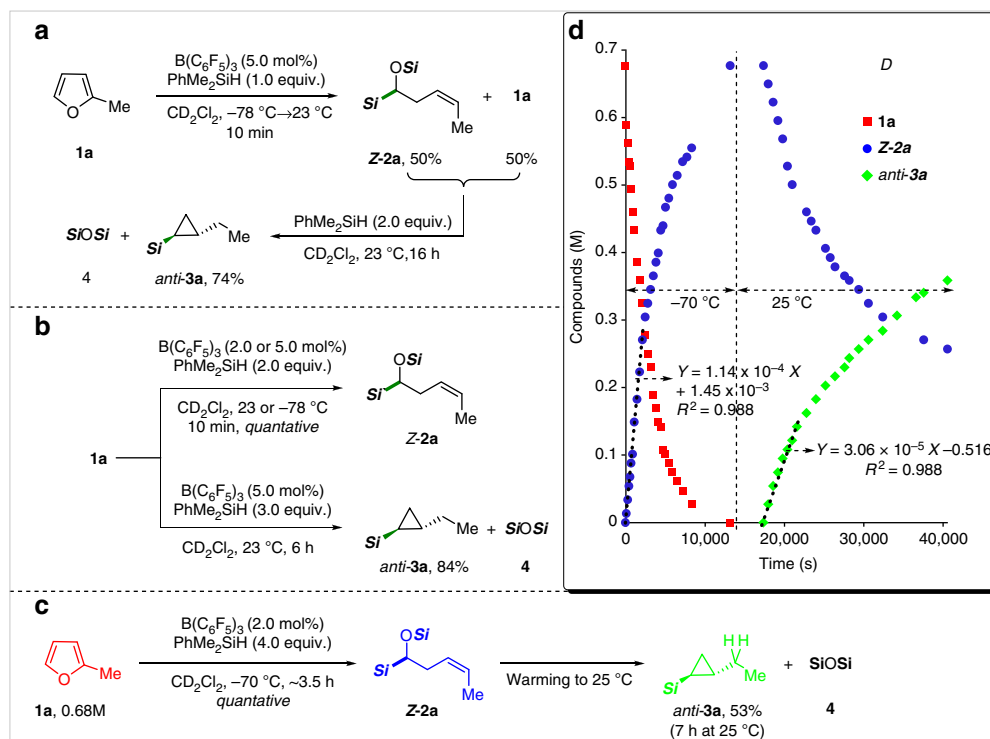 a
B(C₆F₅)₃ (5.0 mol%)
PhMe₂SiH (1.0 equiv.)
CD₂Cl₂, –78 °C→23 °C
10 min
O
Me
1a
OSi
Si
Me
Z-2a, 50%
+
1a
50%
PhMe₂SiH (2.0 equiv.)
CD₂Cl₂, 23 °C,16 h
SiOSi
4
+
Si
Me
anti-3a, 74%
b
1a
B(C₆F₅)₃ (2.0 or 5.0 mol%)
PhMe₂SiH (2.0 equiv.)
CD₂Cl₂, 23 or –78 °C
10 min, quantative
OSi
Si
Me
Z-2a
B(C₆F₅)₃ (5.0 mol%)
PhMe₂SiH (3.0 equiv.)
CD₂Cl₂, 23 °C, 6 h
Si
Me
anti-3a, 84%
+ SiOSi
4
c
O
Me
1a, 0.68M
B(C₆F₅)₃ (2.0 mol%)
PhMe₂SiH (4.0 equiv.)
CD₂Cl₂, –70 °C, ~3.5 h
quantative
OSi
Si
Me
Z-2a
Warming to 25 °C
H H
Si
Me
anti-3a, 53%
(7 h at 25 °C)
+
SiOSi
4
d
D
1a
Z-2a
anti-3a
Compounds (M)
0.7
0.6
0.5
0.4
0.3
0.2
0.1
0
–70 °C
25 °C
Y = 1.14 x 10⁻⁴ X
+ 1.45 x 10⁻³
R² = 0.988
Y = 3.06 × 10⁻⁵ X –0.516
R² = 0.988
0
10,000
20,000
30,000
40,000
Time (s)